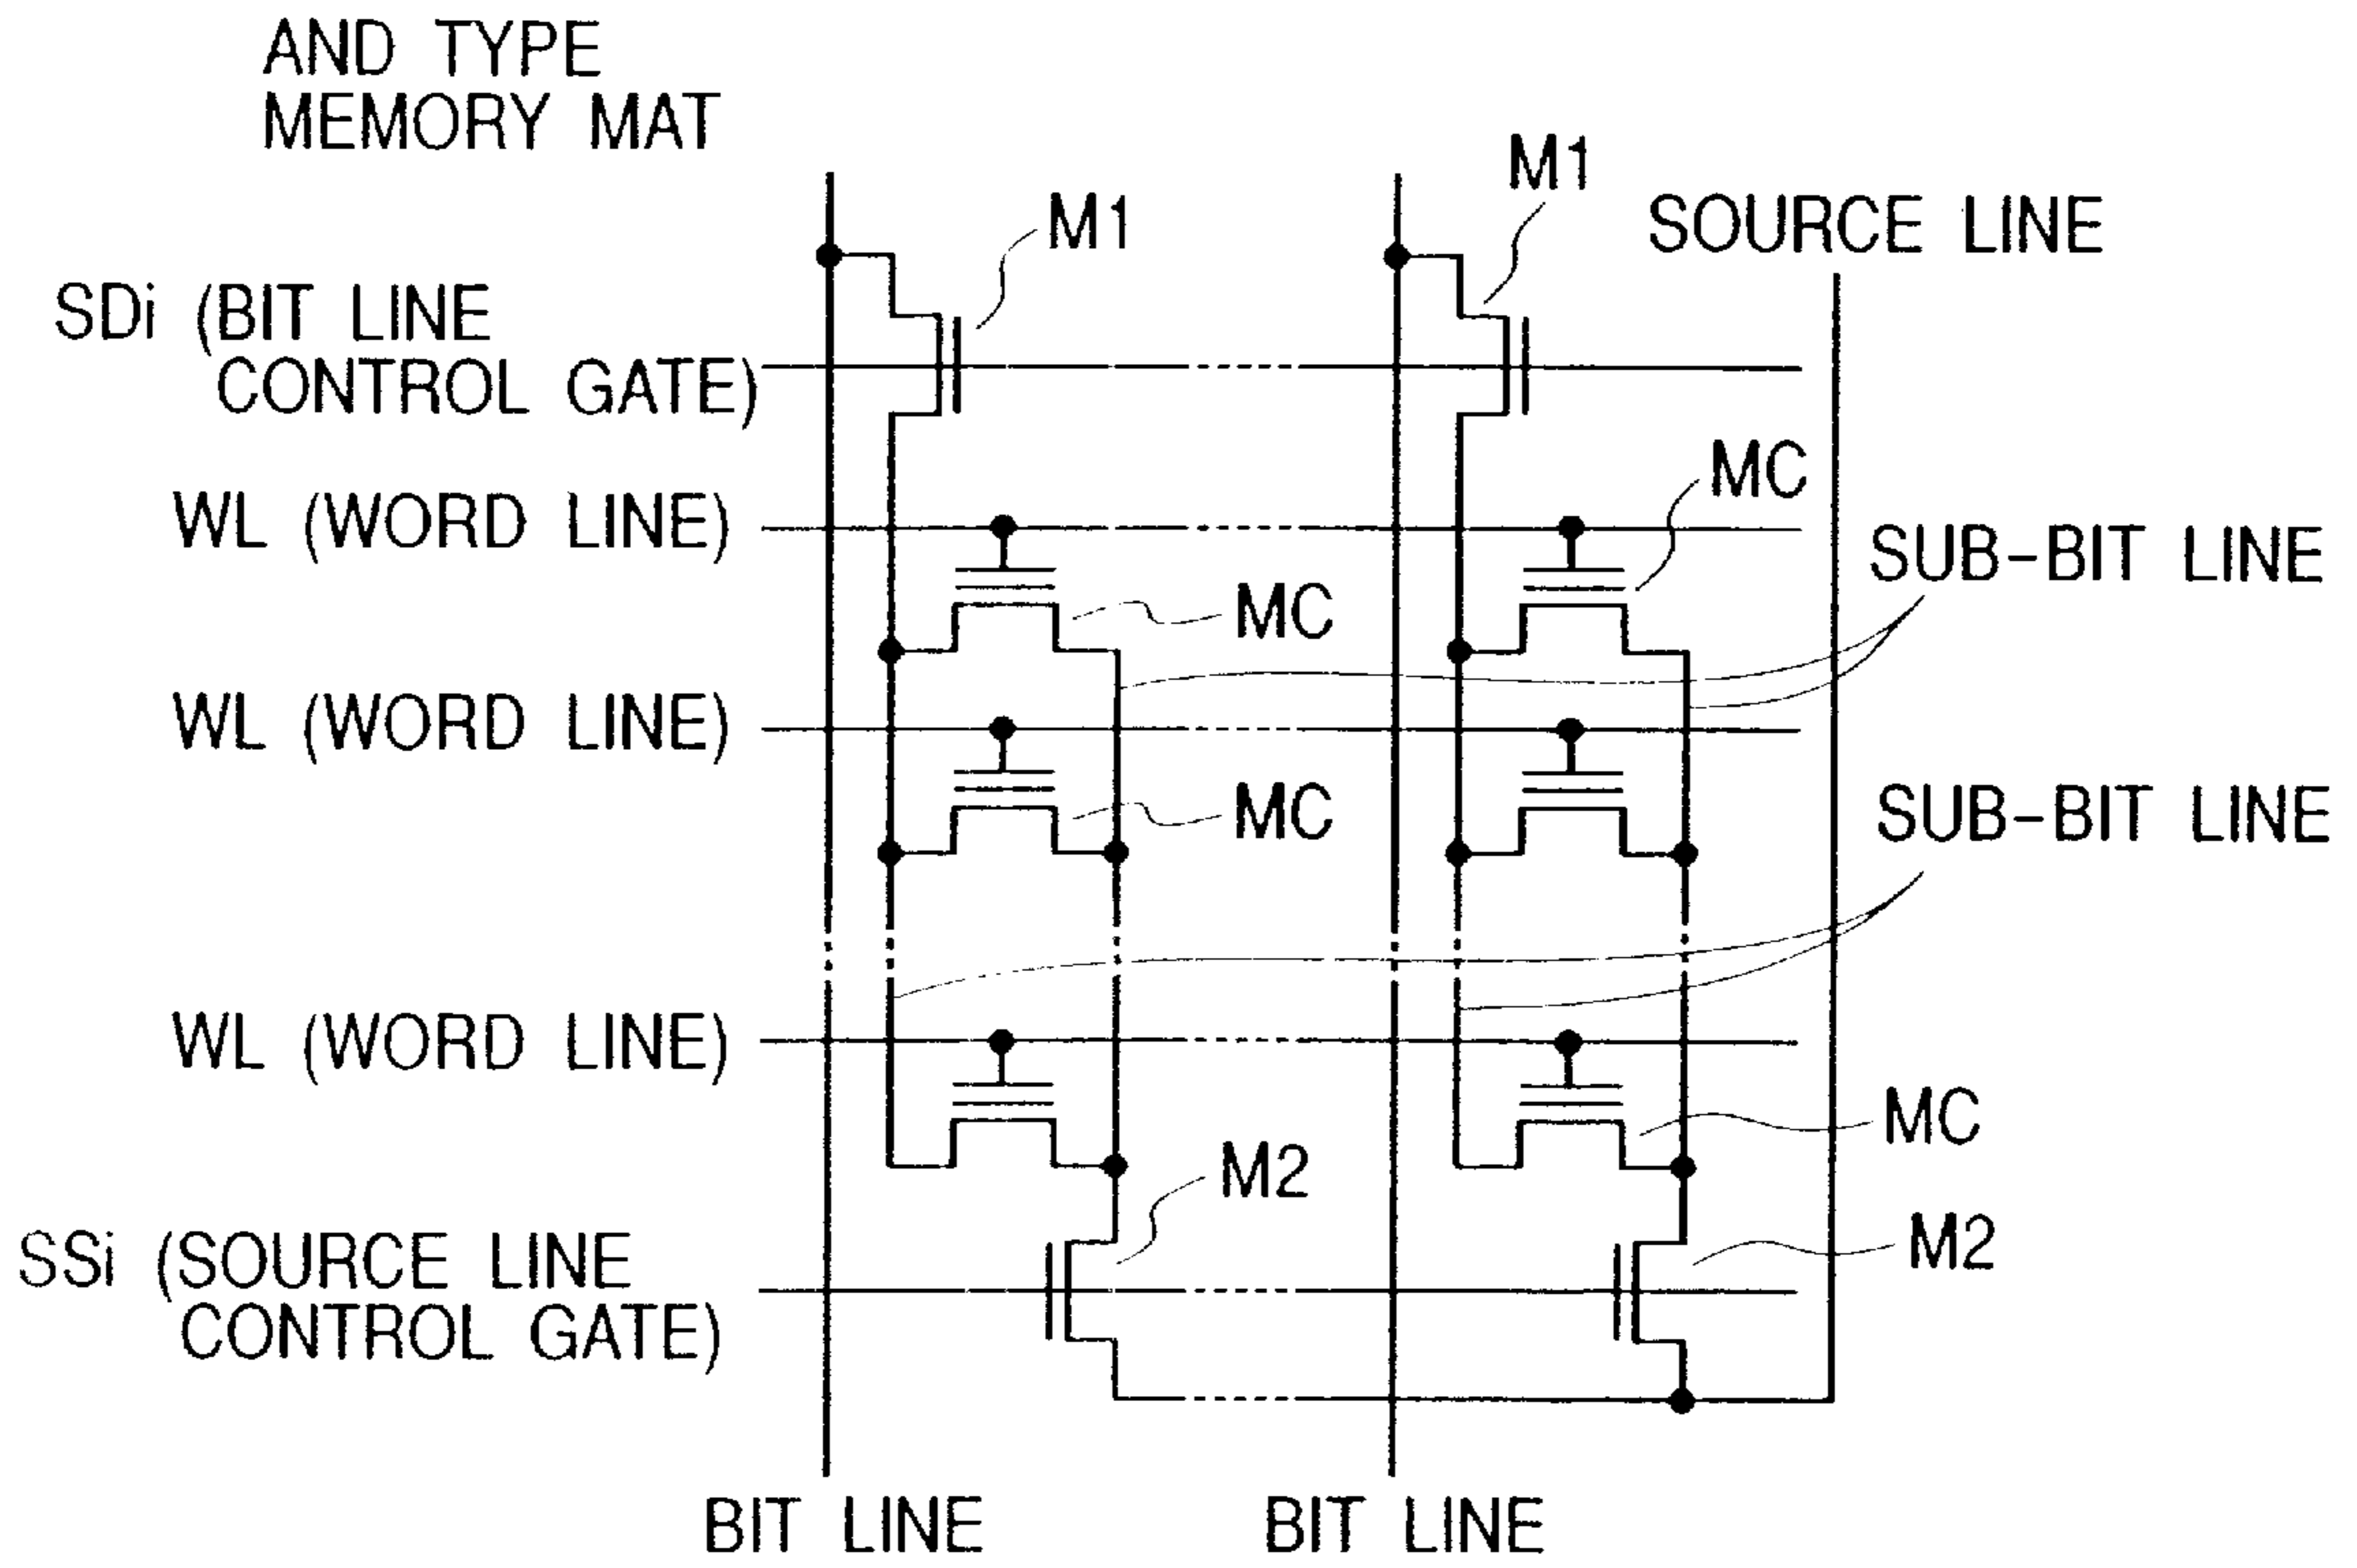 AND TYPE
MEMORY MAT
M1
M1
SOURCE LINE
SDi (BIT LINE
CONTROL GATE)
MC
WL (WORD LINE)
SUB-BIT LINE
MC
WL (WORD LINE)
MC
SUB-BIT LINE
WL (WORD LINE)
MC
M2
M2
SSi (SOURCE LINE
CONTROL GATE)
BIT LINE
BIT LINE